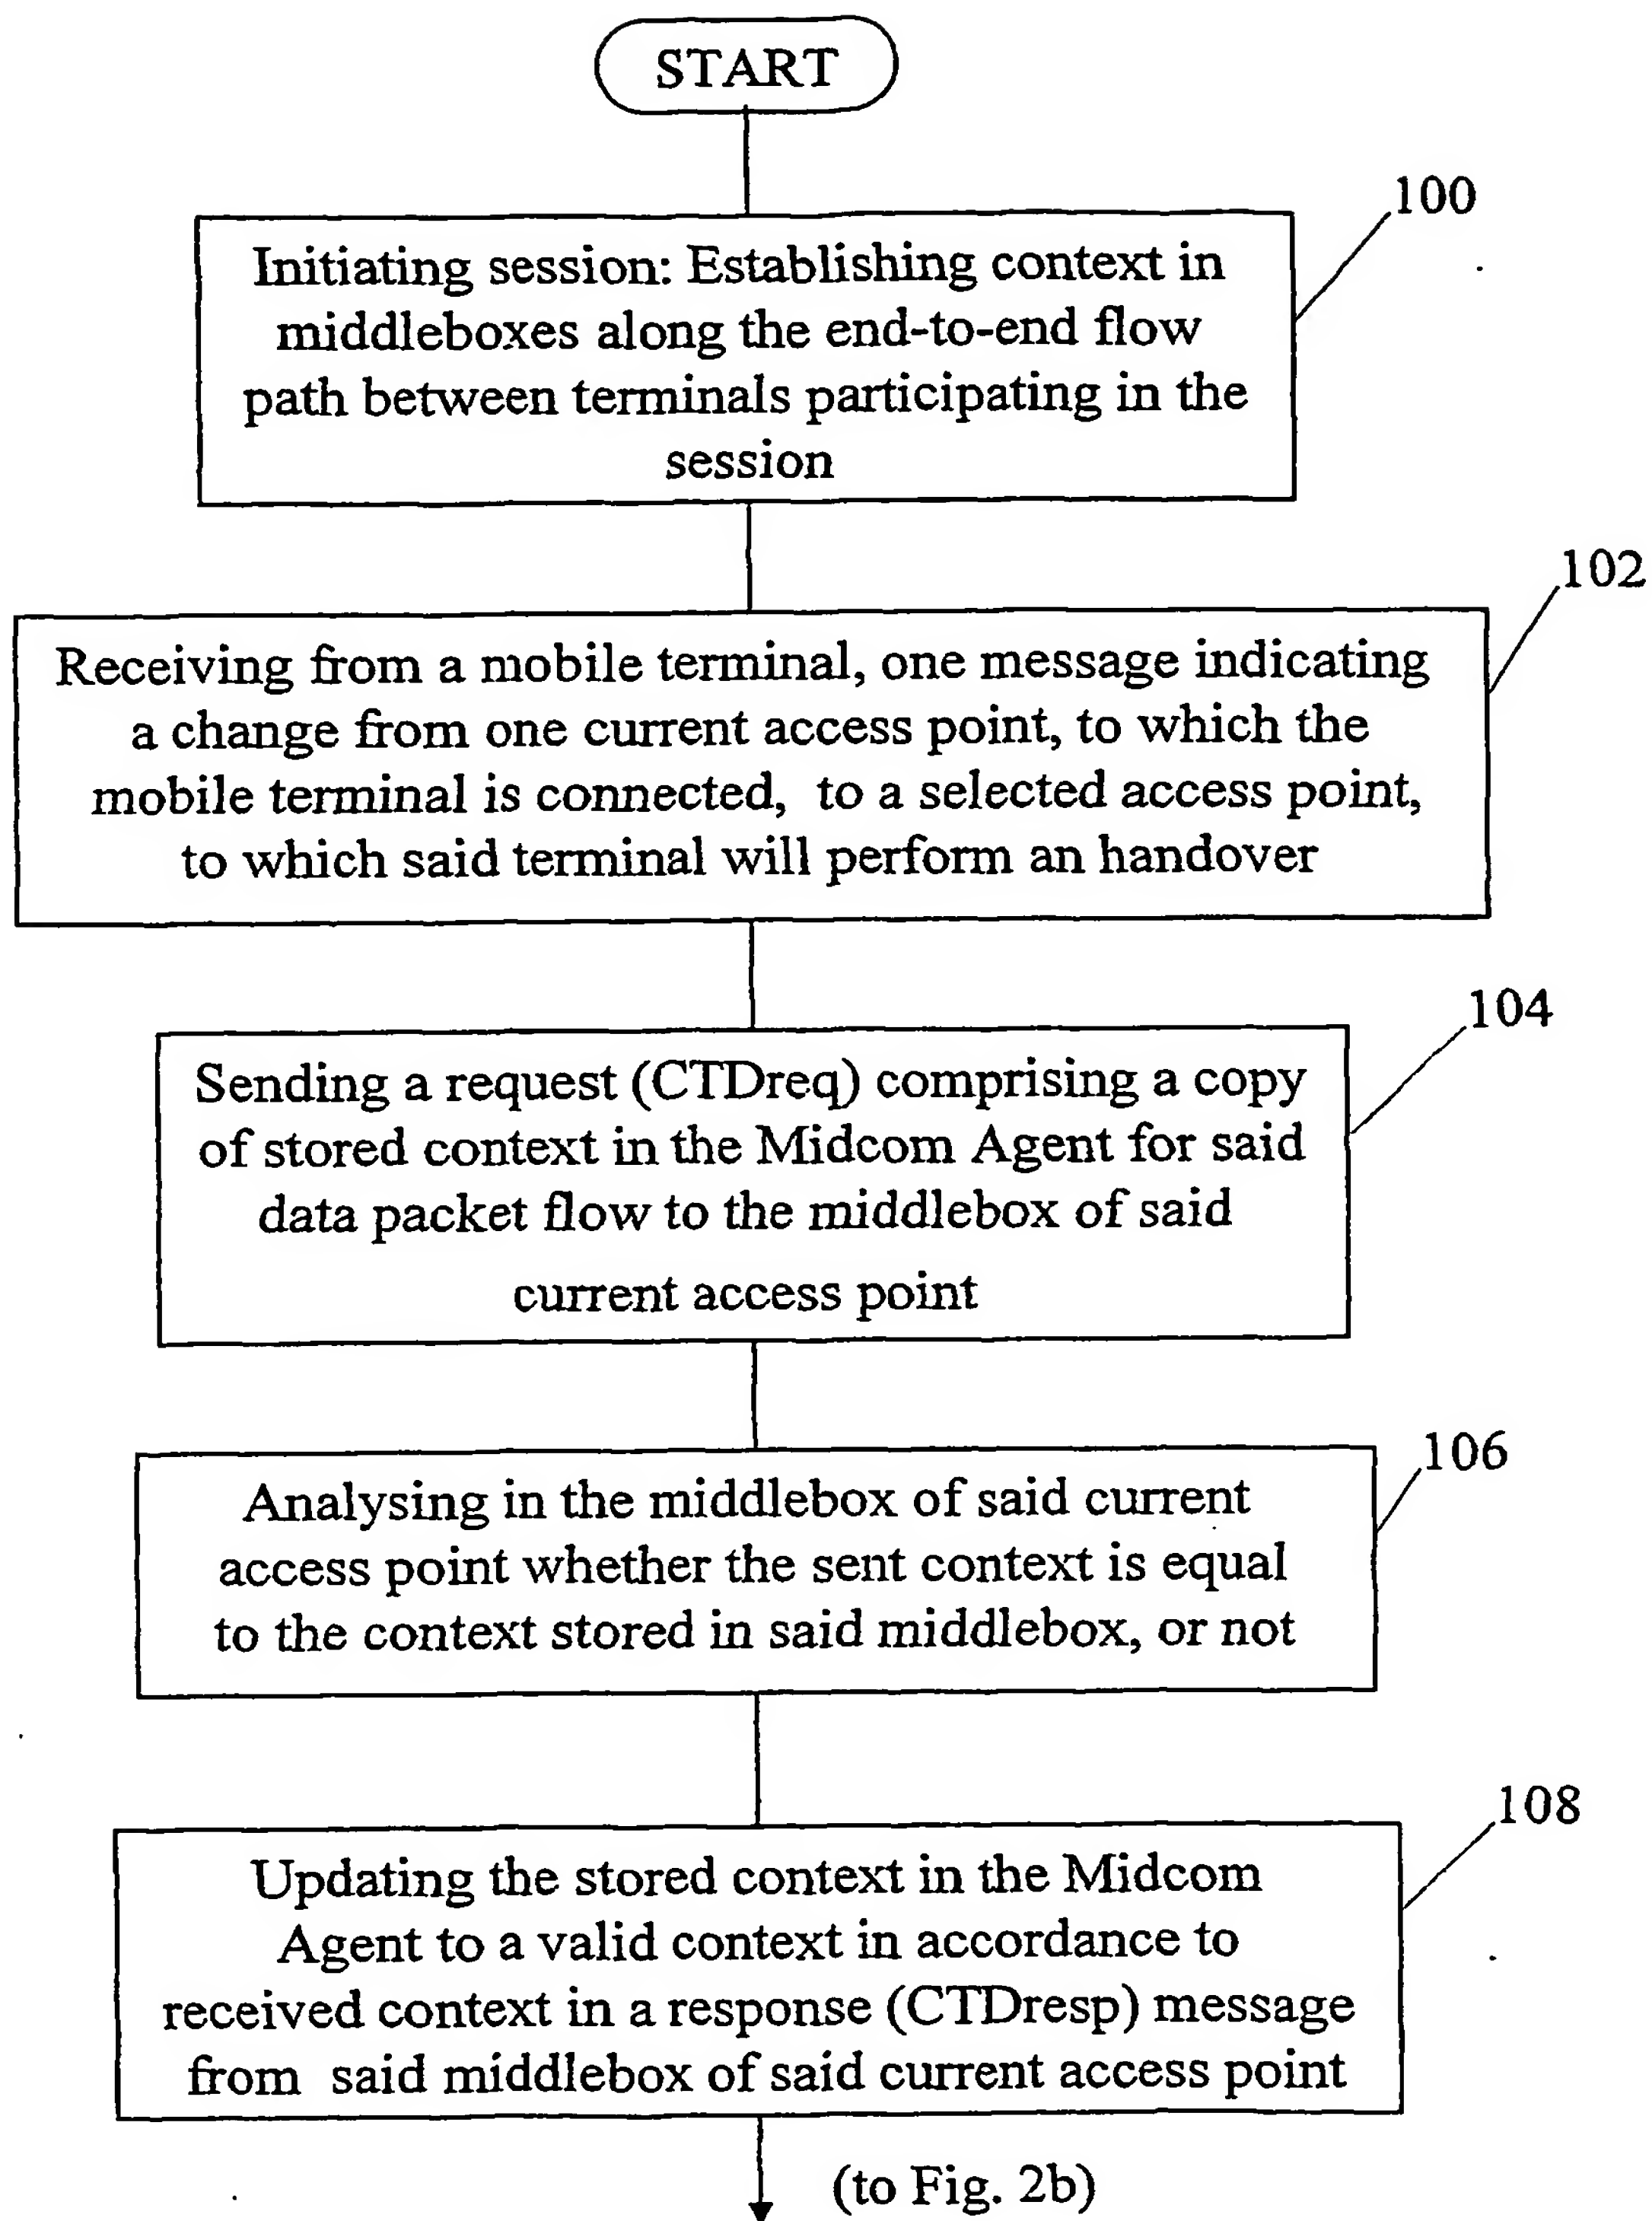 START
100
Initiating session: Establishing context in
middleboxes along the end-to-end flow
path between terminals participating in the
session
102
Receiving from a mobile terminal, one message indicating
a change from one current access point, to which the
mobile terminal is connected, to a selected access point,
to which said terminal will perform an handover
104
Sending a request (CTDreq) comprising a copy
of stored context in the Midcom Agent for said
data packet flow to the middlebox of said
current access point
106
Analysing in the middlebox of said current
access point whether the sent context is equal
to the context stored in said middlebox, or not
108
Updating the stored context in the Midcom
Agent to a valid context in accordance to
received context in a response (CTDresp) message
from said middlebox of said current access point
(to Fig. 2b)